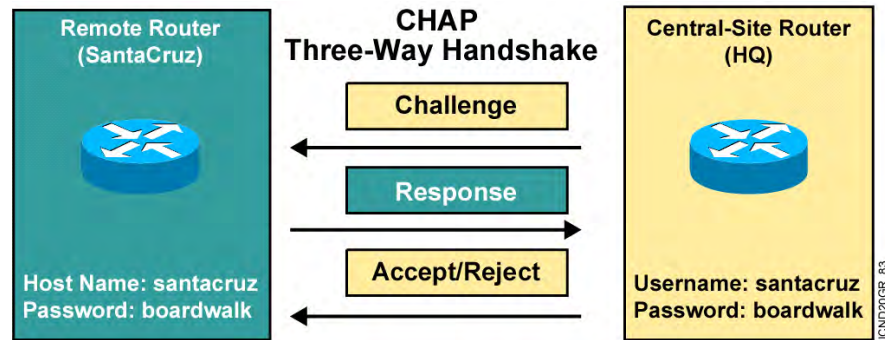 Remote Router
(SantaCruz)
CHAP
Three-Way Handshake
Central-Site Router
(HQ)
Challenge
Response
Accept/Reject
Host Name: santacruz
Password: boardwalk
Username: santacruz
Password: boardwalk
ICND20GR_83